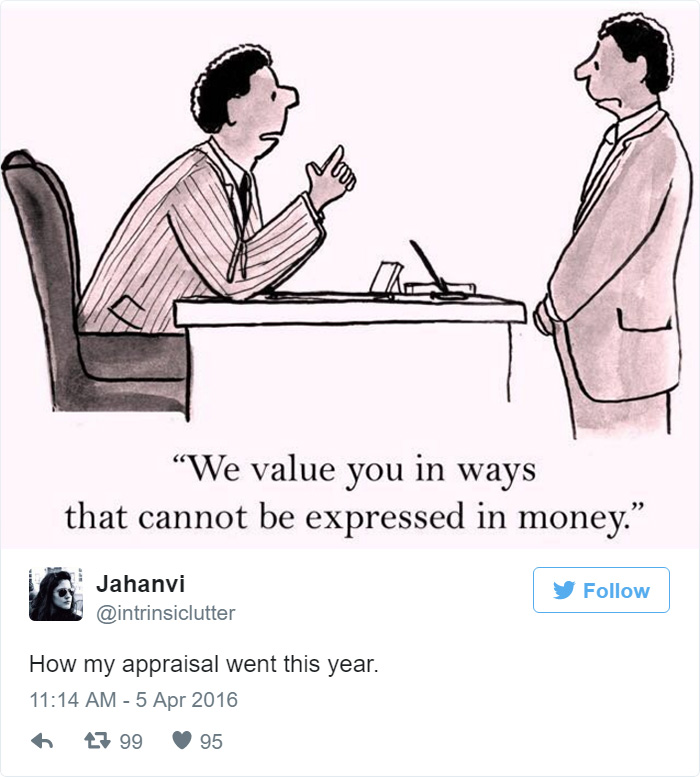 “We value you in ways
that cannot be expressed in money.”
Jahanvi
@intrinsiclutter
Follow
How my appraisal went this year.
11:14 AM - 5 Apr 2016
99 95